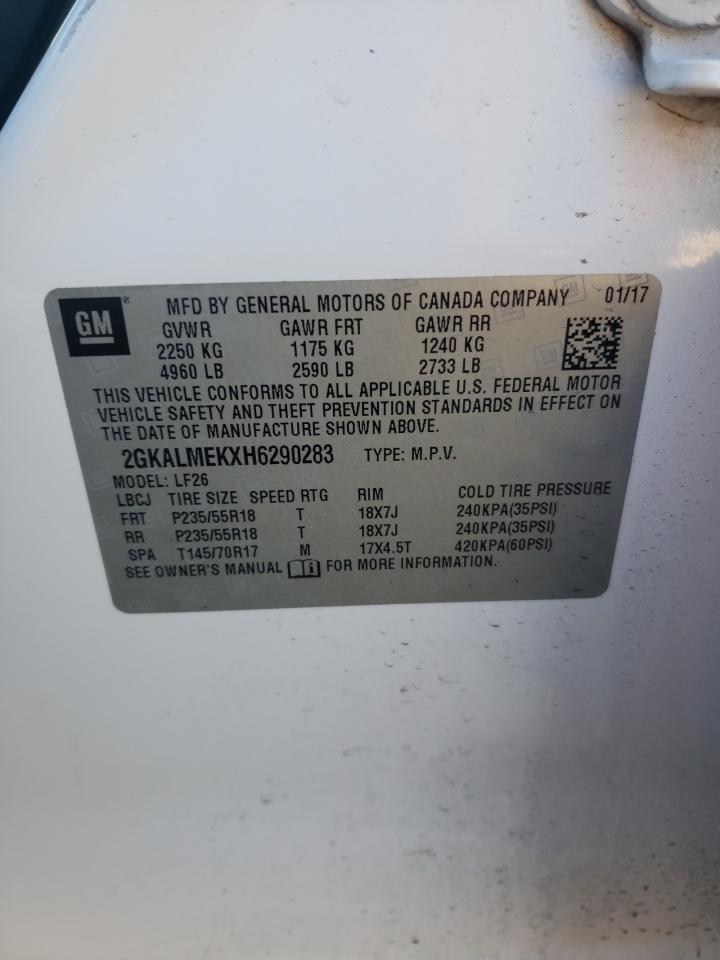 GM® MFD BY GENERAL MOTORS OF CANADA COMPANY 01/17
GVWR GAWR FRT GAWR RR
2250 KG 1175 KG 1240 KG
4960 LB 2590 LB 2733 LB
THIS VEHICLE CONFORMS TO ALL APPLICABLE U.S. FEDERAL MOTOR
VEHICLE SAFETY AND THEFT PREVENTION STANDARDS IN EFFECT ON
THE DATE OF MANUFACTURE SHOWN ABOVE.
2GKALMEKXH6290283 TYPE: M.P.V.
MODEL: LF26
LBCJ TIRE SIZE SPEED RTG RIM COLD TIRE PRESSURE
FRT P235/55R18 T 18X7J 240KPA(35PSI)
RR P235/55R18 T 18X7J 240KPA(35PSI)
SPA T145/70R17 M 17X4.5T 420KPA(60PSI)
SEE OWNER'S MANUAL i FOR MORE INFORMATION.